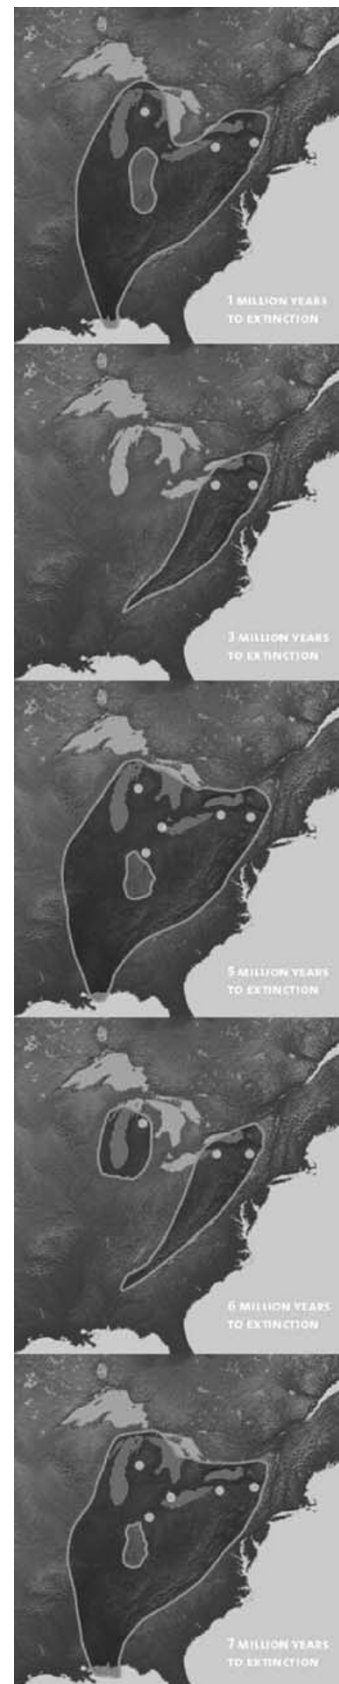 1 MILLION YEARS
TO EXTINCTION
3 MILLION YEARS
TO EXTINCTION
5 MILLION YEARS
TO EXTINCTION
6 MILLION YEARS
TO EXTINCTION
7 MILLION YEARS
TO EXTINCTION